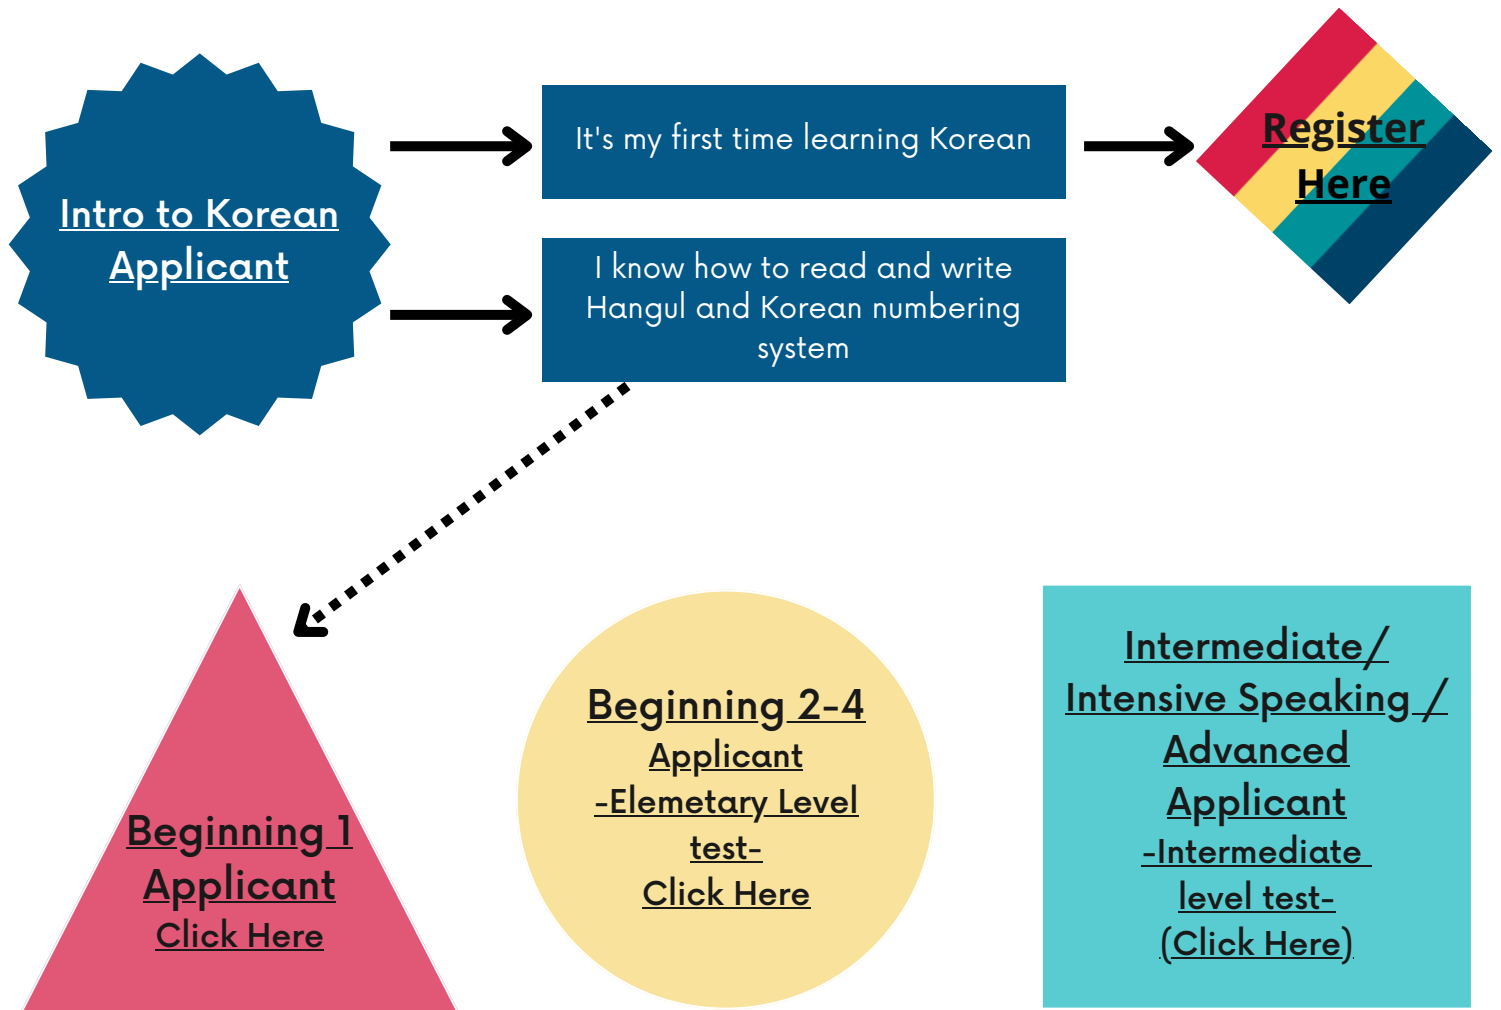 Intro to Korean
Applicant
It's my first time learning Korean
Register
Here
I know how to read and write
Hangul and Korean numbering
system
Beginning 1
Applicant
Click Here
Beginning 2-4
Applicant
-Elemetary Level
test-
Click Here
Intermediate/
Intensive Speaking /
Advanced
Applicant
-Intermediate
level test-
(Click Here)